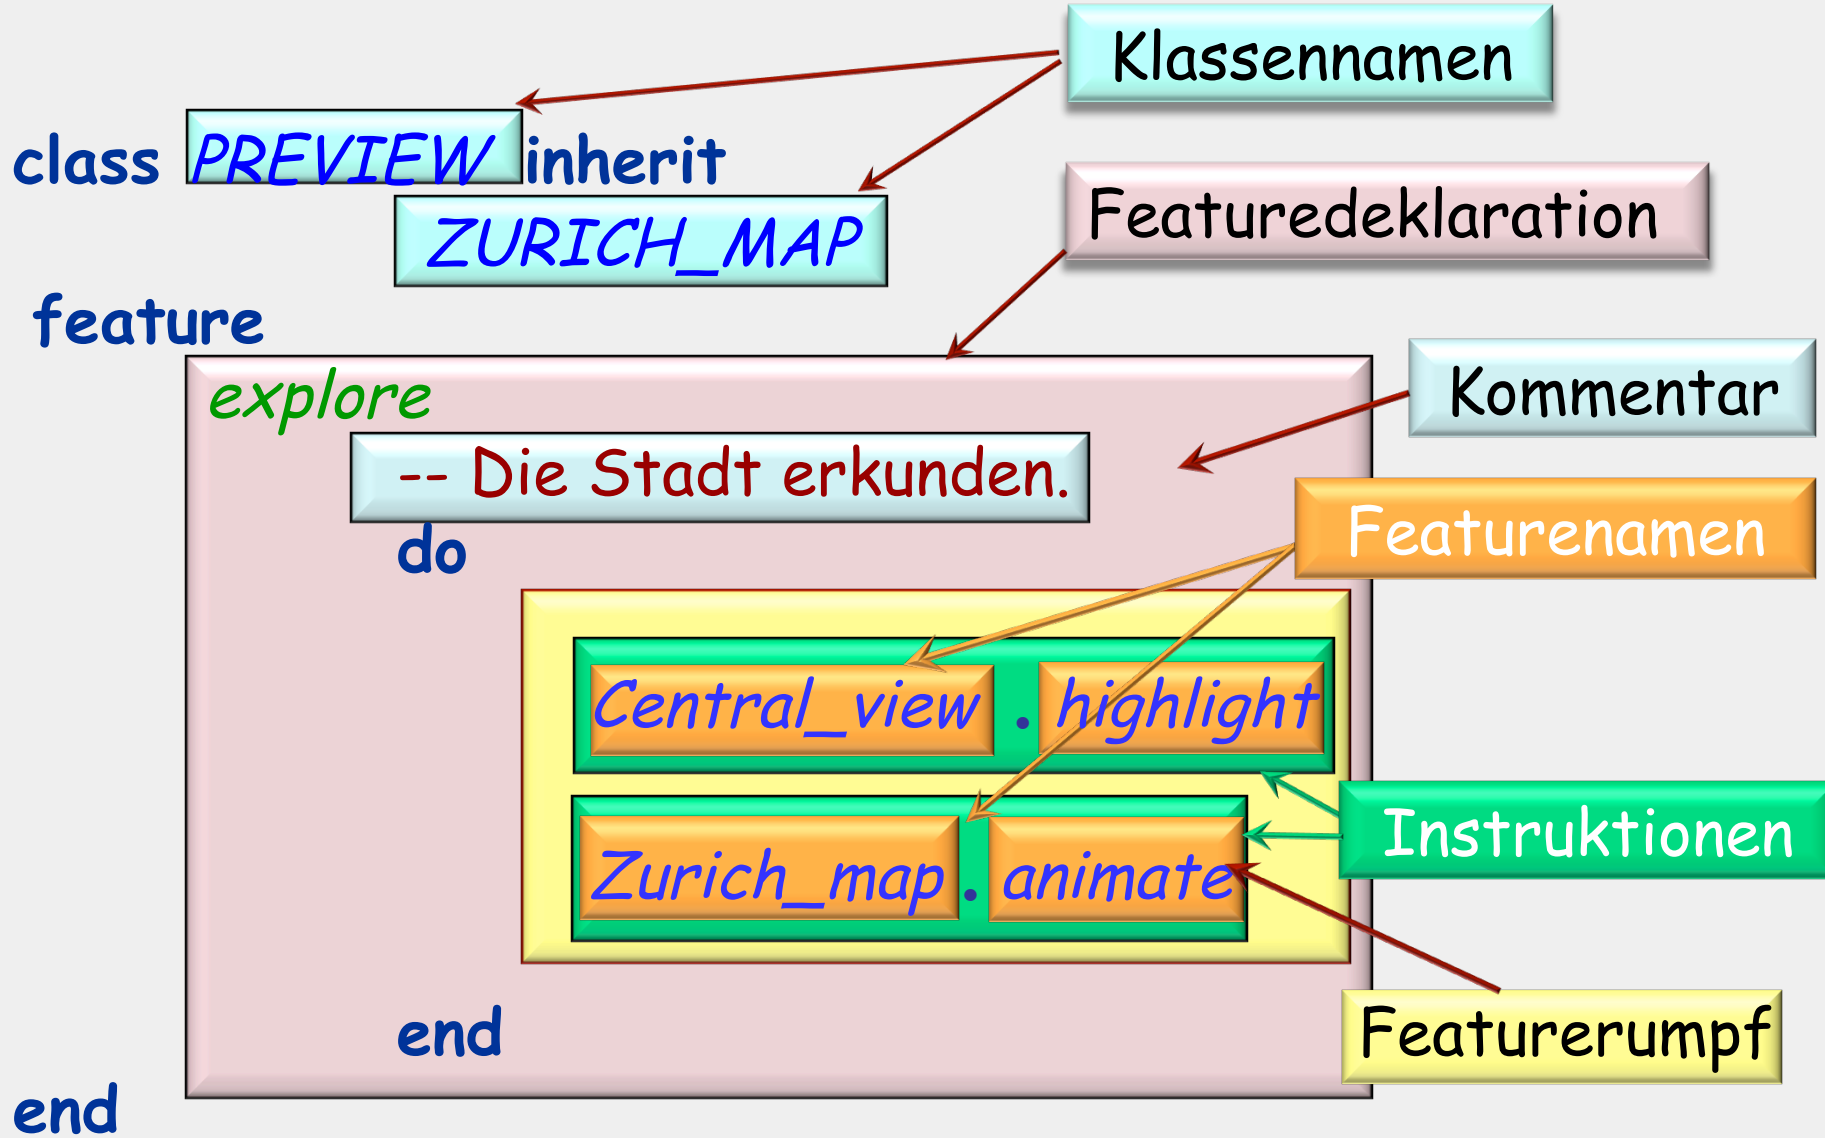 Klassennamen
class PREVIEW inherit
ZURICH_MAP
Featuredeklaration
feature
explore
Kommentar
-- Die Stadt erkunden.
Featurenamen
do
Central_view . highlight
Instruktionen
Zurich_map . animate
Featurerumpf
end
end